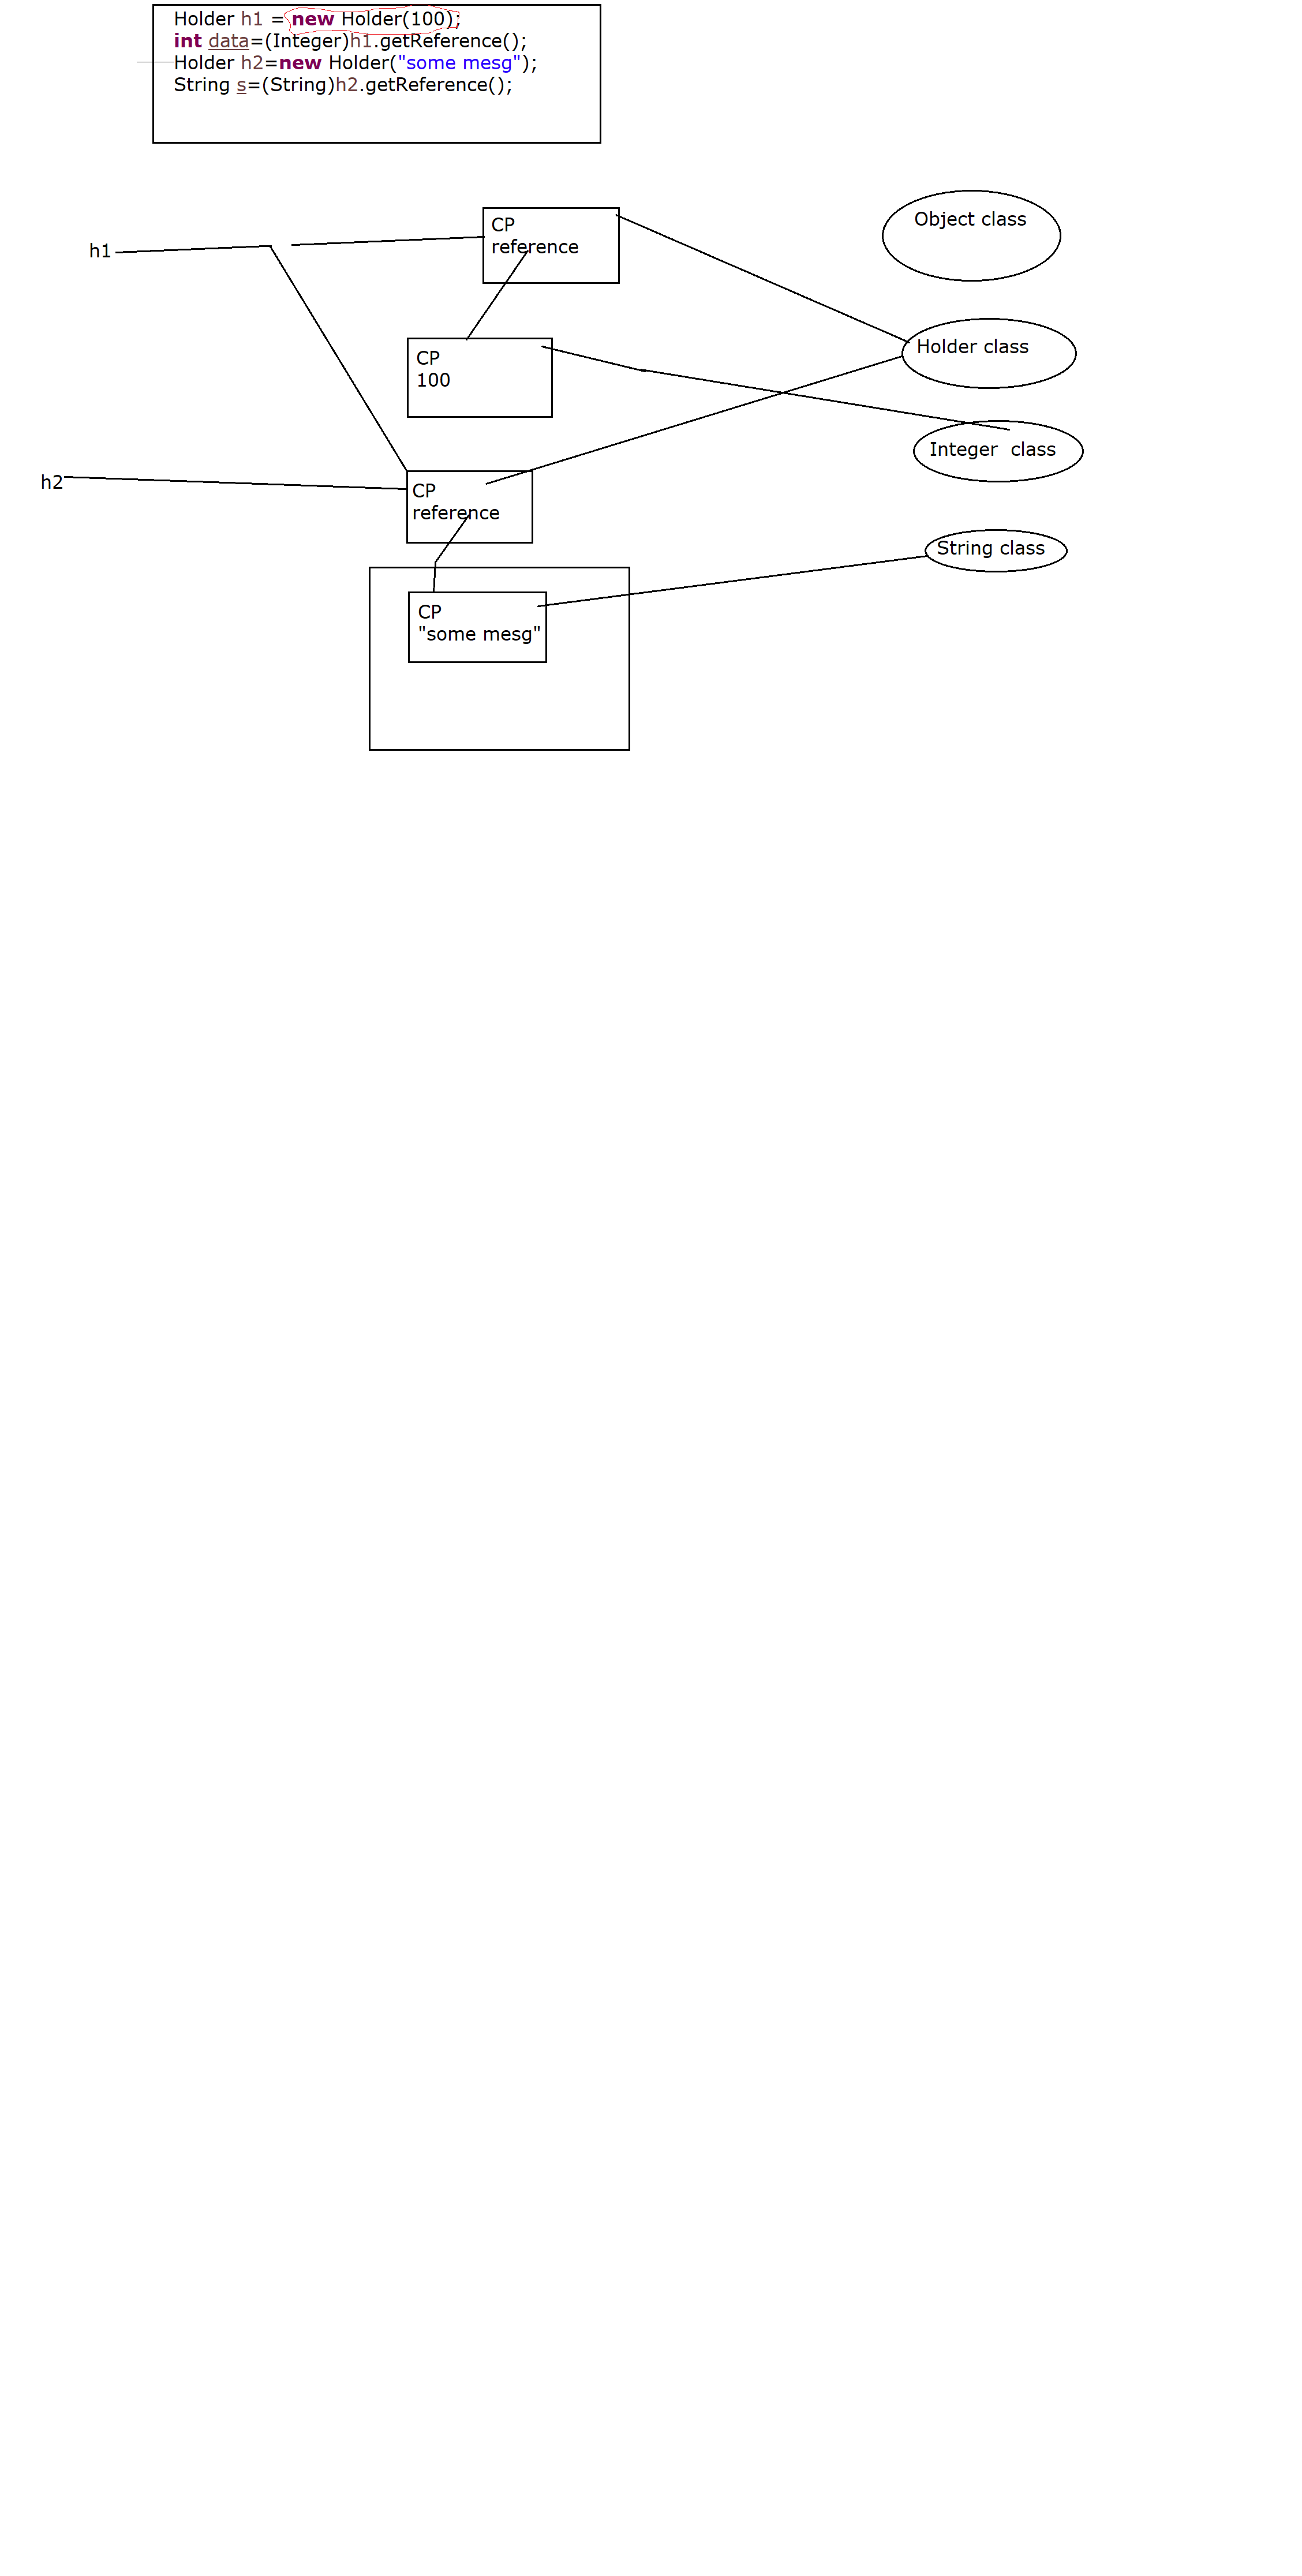 Holder h1 = new Holder(100);
int data=(Integer)h1.getReference();
Holder h2=new Holder("some mesg");
String s=(String)h2.getReference();
h1
CP
reference
Object class
CP
100
Holder class
Integer  class
h2
CP
reference
String class
CP
"some mesg"